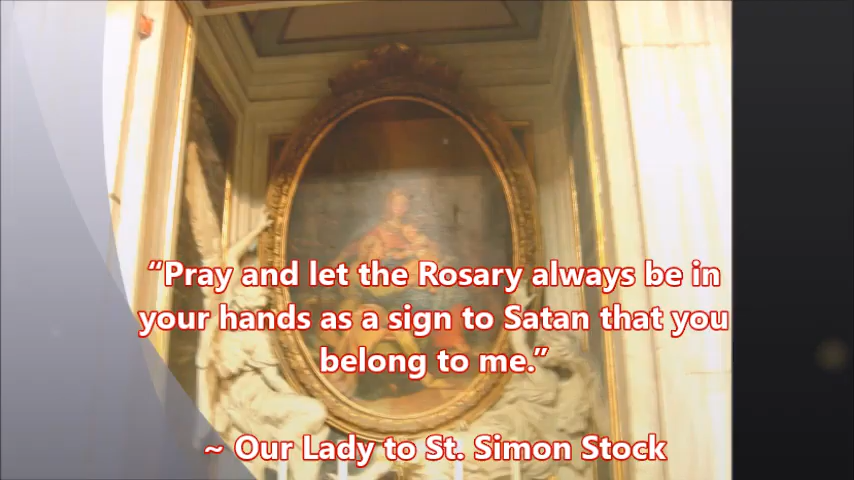 “Pray and let the Rosary always be in
your hands as a sign to Satan that you
belong to me.”
~ Our Lady to St. Simon Stock